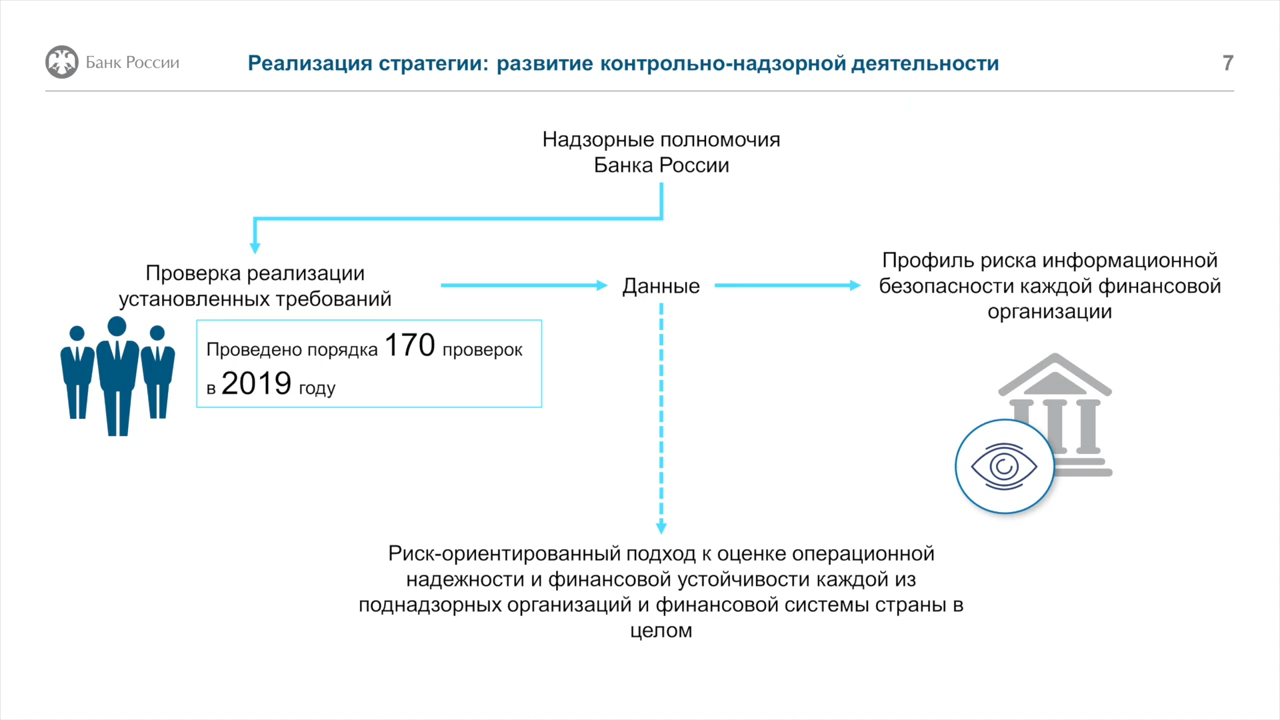 Банк России
Реализация стратегии: развитие контрольно-надзорной деятельности
7
Надзорные полномочия
Банка России
Проверка реализации
установленных требований
Проведено порядка 170 проверок
в 2019 году
Данные
Профиль риска информационной
безопасности каждой финансовой
организации
Риск-ориентированный подход к оценке операционной
надежности и финансовой устойчивости каждой из
поднадзорных организаций и финансовой системы страны в
целом